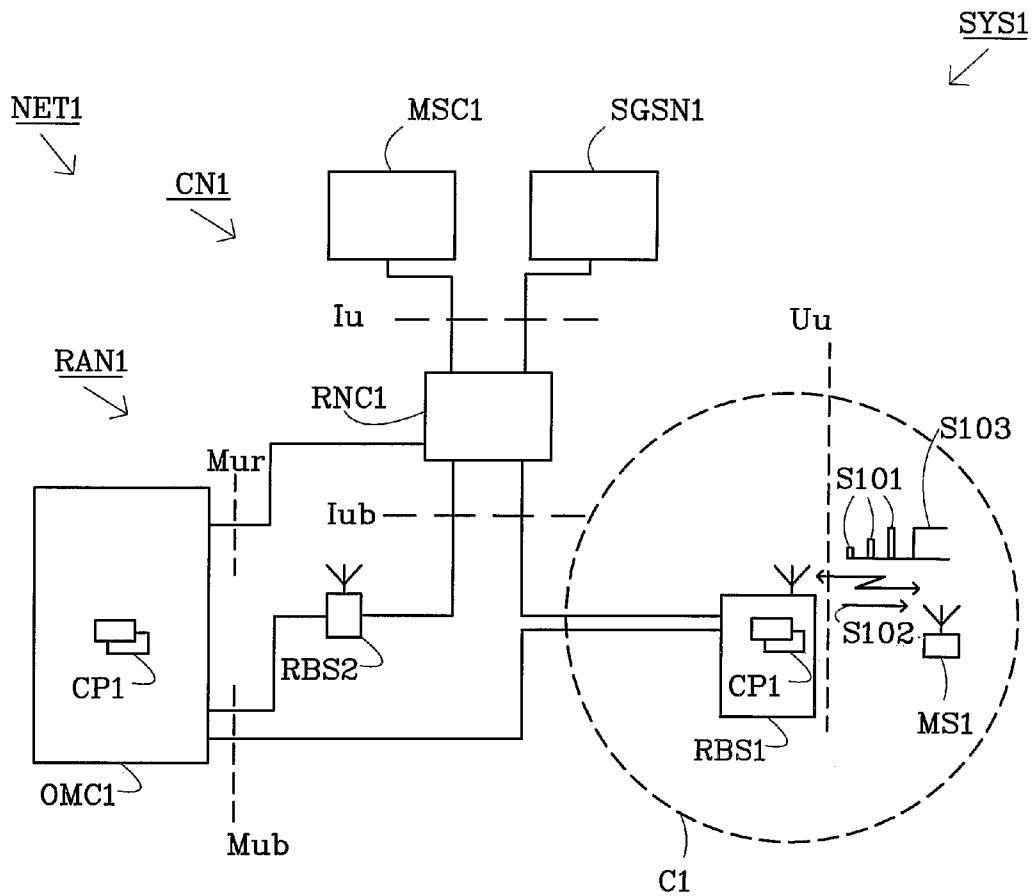 SYS1
NET1
MSC1
SGSN1
CN1
Iu
Uu
RAN1
RNC1
S103
Mur
S101
Iub
S102
CP1
RBS2
CP1
MS1
RBS1
OMC1
Mub
C1